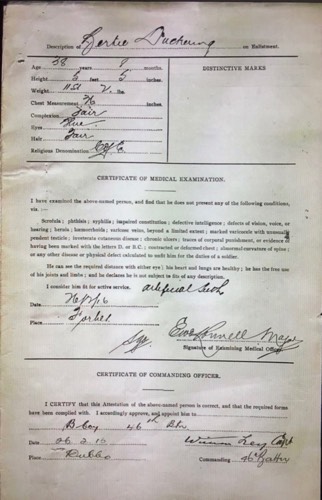 Description of Bertie Duckering on Enlistment.
Age 38 years 8 months.
Height 5 feet 5 inches.
Weight 11 st lbs.
Chest Measurement inches.
Complexion Fair
Eyes Blue
Hair Fair
Religious Denomination C of E
DISTINCTIVE MARKS
CERTIFICATE OF MEDICAL EXAMINATION.
I have examined the above-named person, and find that he does not present any of the following conditions,
viz. :—
Scrofula ; phthisis ; syphilis ; impaired constitution ; defective intelligence ; defects of vision, voice, or
hearing ; hernia ; hæmorrhoids ; varicose veins, beyond a limited extent ; marked varicocele with unusually
pendent testicle ; inveterate cutaneous disease ; chronic ulcers ; traces of corporal punishment, or evidence of
having been marked with the letters D. or B.C. ; contracted or deformed chest ; abnormal curvature of spine ;
or any other disease or physical defect calculated to unfit him for the duties of a soldier.
He can see the required distance with either eye ; his heart and lungs are healthy ; he has the free use
of his joints and limbs ; and he declares he is not subject to fits of any description.
I consider him fit for active service.
Date
Place
Signature of Examining Medical Officer.
CERTIFICATE OF COMMANDING OFFICER.
I CERTIFY that this Attestation of the above-named person is correct, and that the required forms
have been complied with. I accordingly approve, and appoint him to
B Coy 46th Btn
Date
Place Dubbo
Commanding